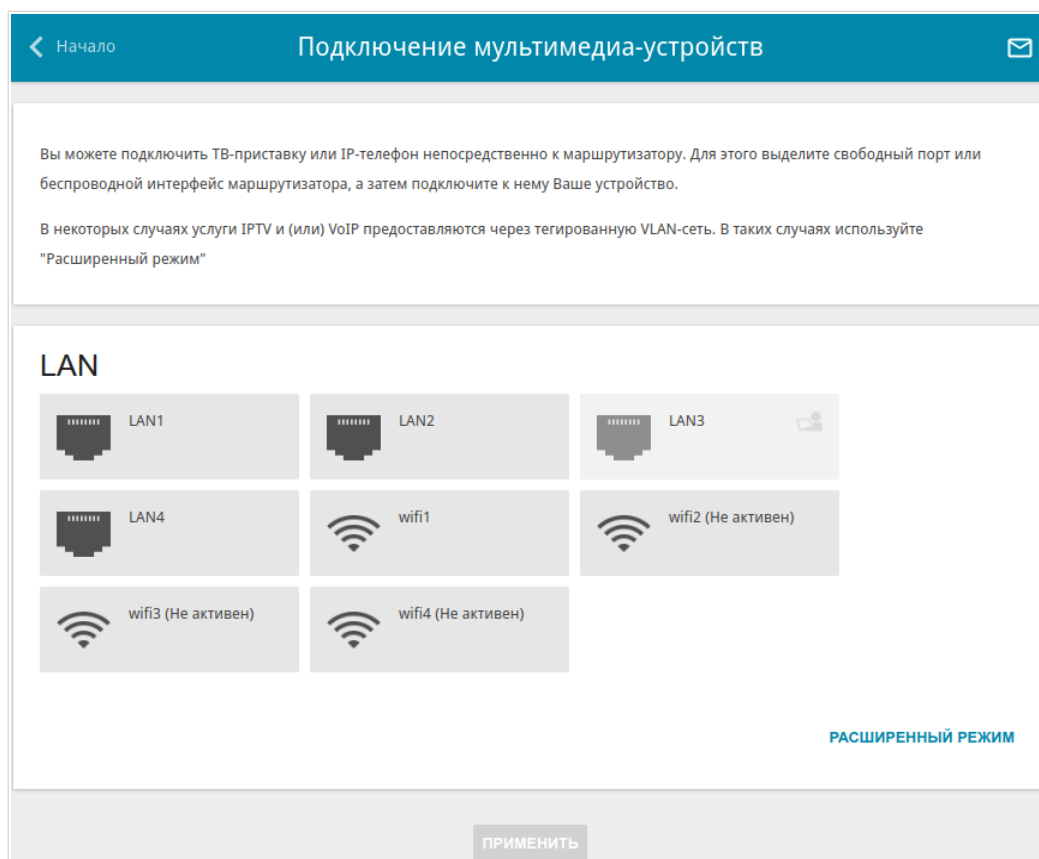 Начало
Подключение мультимедиа-устройств
Вы можете подключить ТВ-приставку или IP-телефон непосредственно к маршрутизатору. Для этого выделите свободный порт или
беспроводной интерфейс маршрутизатора, а затем подключите к нему Ваше устройство.
В некоторых случаях услуги IPTV и (или) VoIP предоставляются через тегированную VLAN-сеть. В таких случаях используйте
"Расширенный режим"
LAN
LAN1
LAN2
LAN3
LAN4
wifi1
wifi2 (Не активен)
wifi3 (Не активен)
wifi4 (Не активен)
РАСШИРЕННЫЙ РЕЖИМ
ПРИМЕНИТЬ